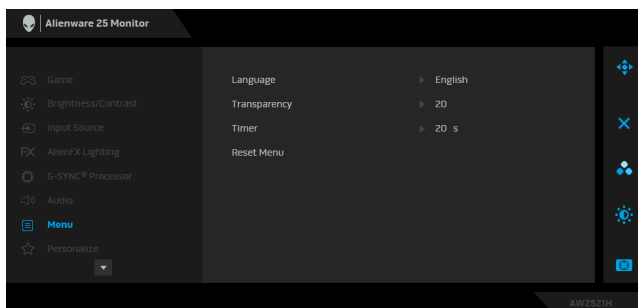 Alienware 25 Monitor
Game
Brightness/Contrast
Input Source
FX AlienFX Lighting
G-SYNC® Processor
Audio
Menu
Personalize
Language English
Transparency 20
Timer 20 s
Reset Menu
AW2521H